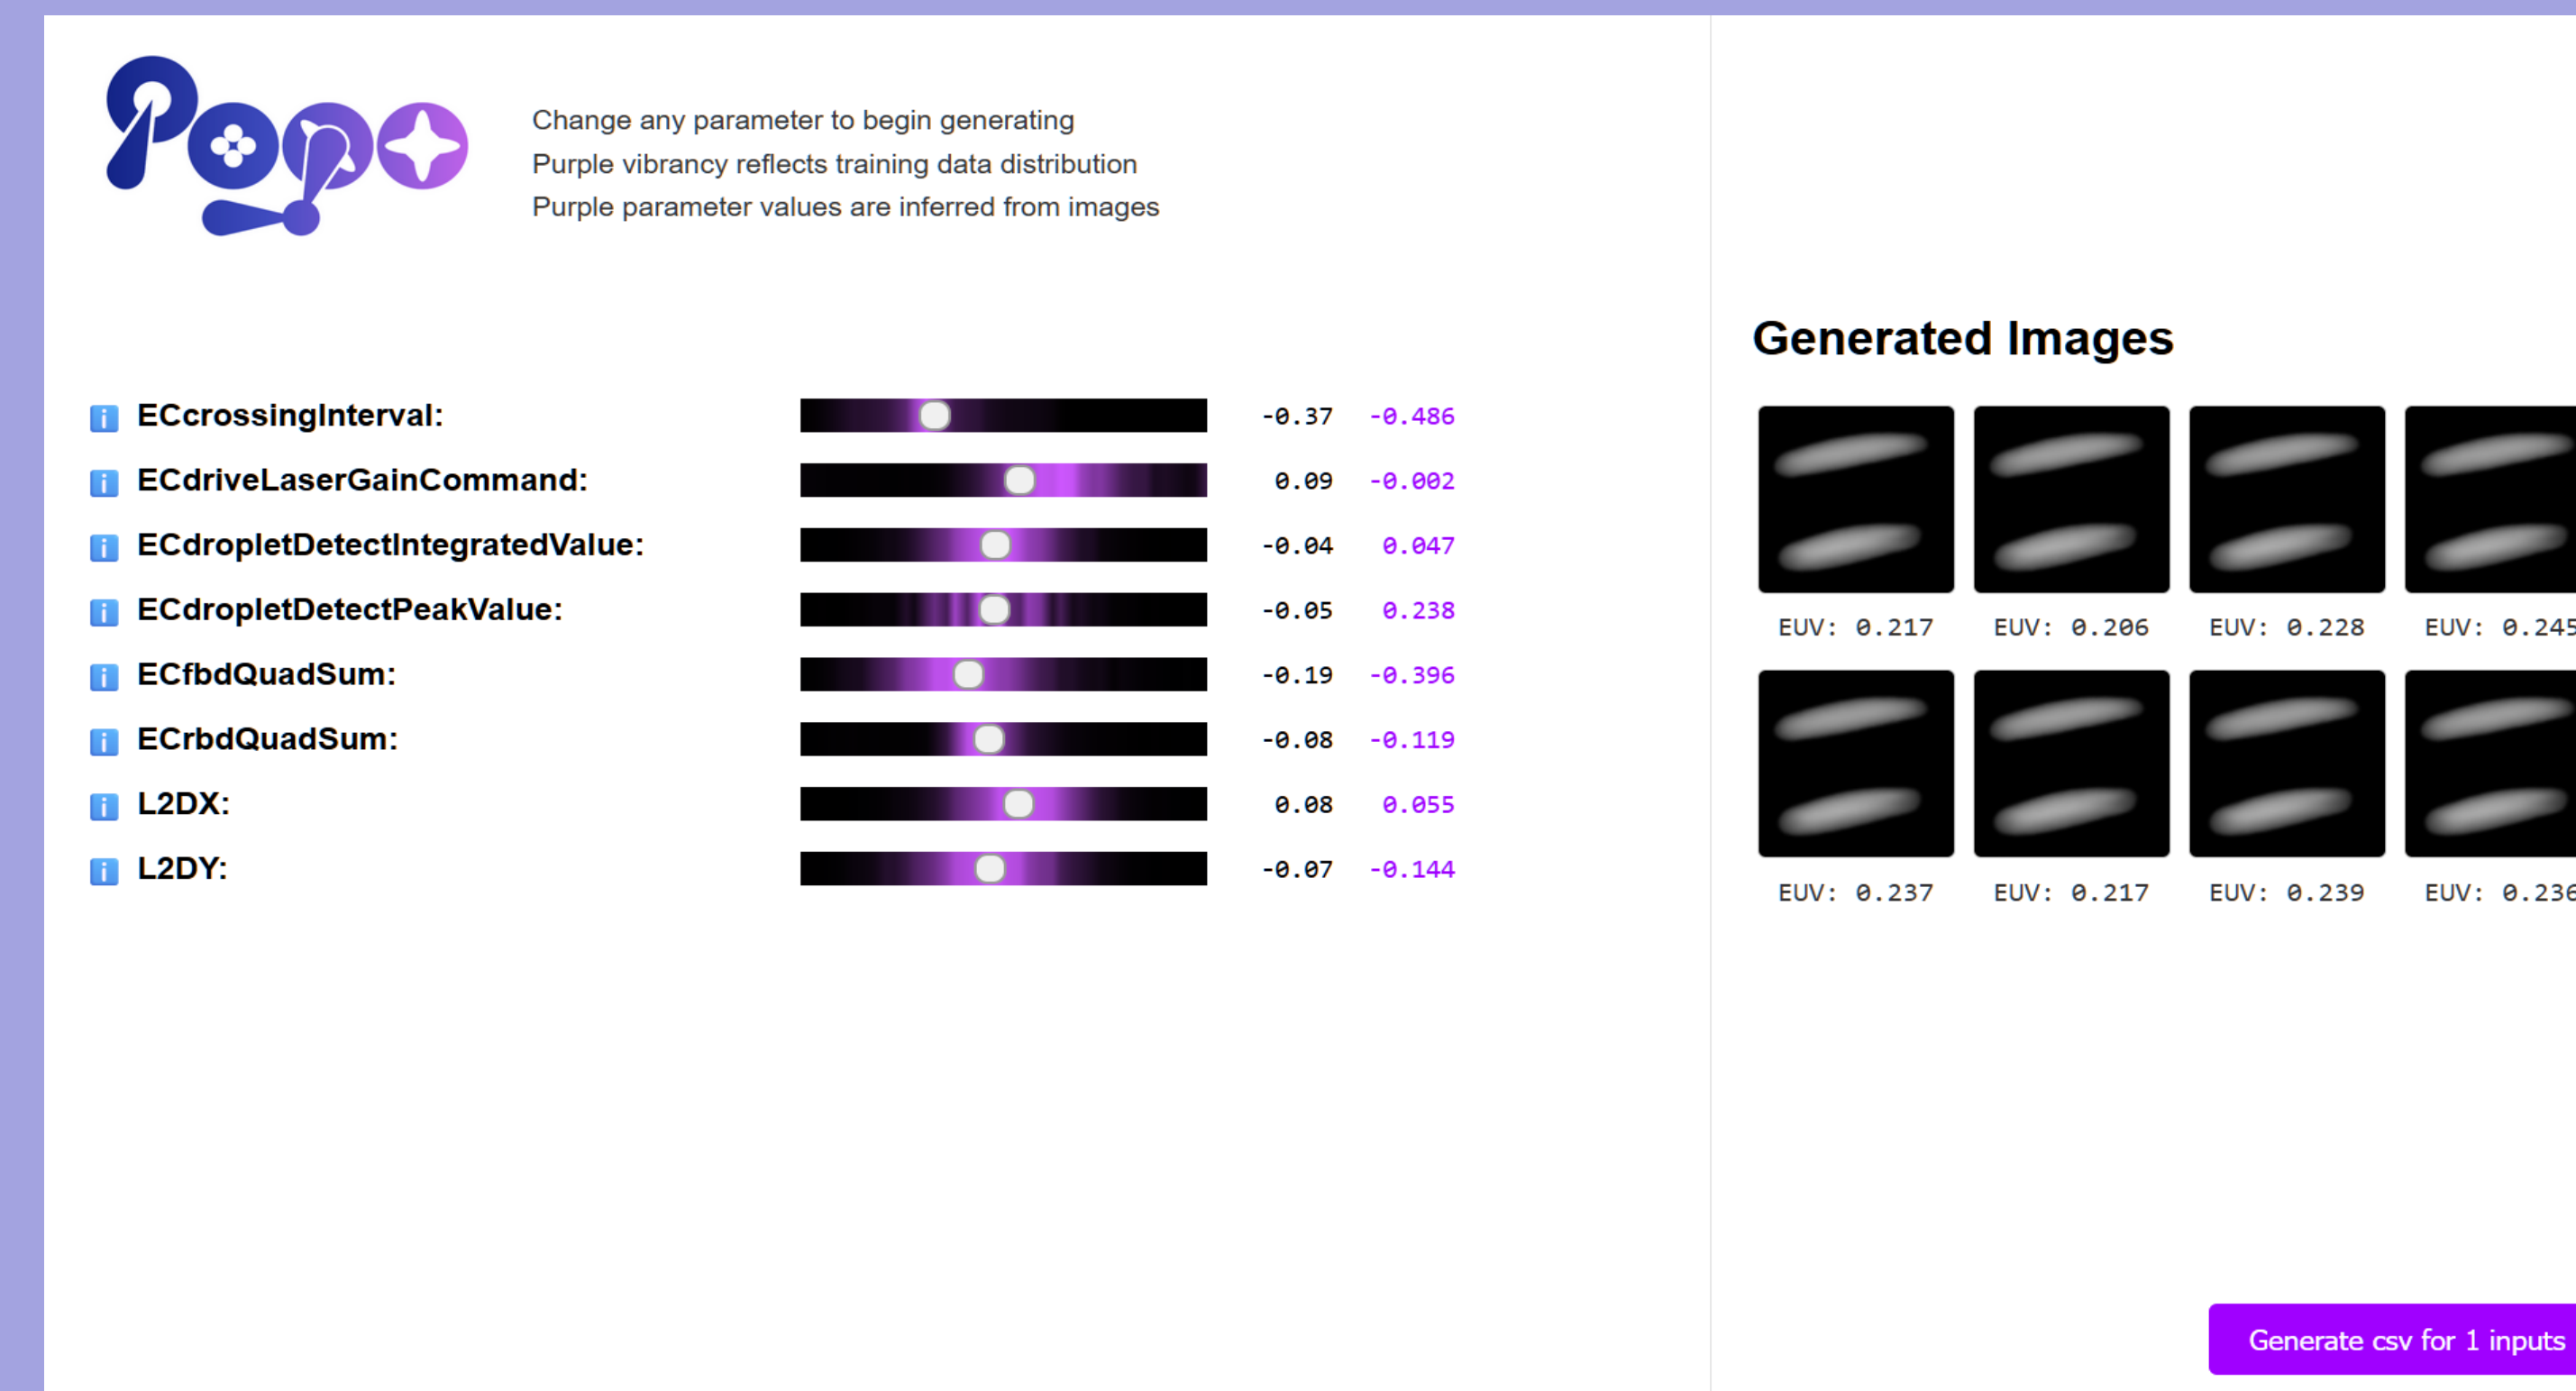 Popo
Change any parameter to begin generating
Purple vibrancy reflects training data distribution
Purple parameter values are inferred from images
Generated Images
i ECcrossingInterval: -0.37 -0.486
i ECdriveLaserGainCommand: 0.09 -0.002
i ECdropletDetectIntegratedValue: -0.04 0.047
i ECdropletDetectPeakValue: -0.05 0.238
i ECfbdQuadSum: -0.19 -0.396
i ECrbdQuadSum: -0.08 -0.119
i L2DX: 0.08 0.055
i L2DY: -0.07 -0.144
EUV: 0.217 EUV: 0.206 EUV: 0.228 EUV: 0.245
EUV: 0.237 EUV: 0.217 EUV: 0.239 EUV: 0.236
Generate csv for 1 inputs